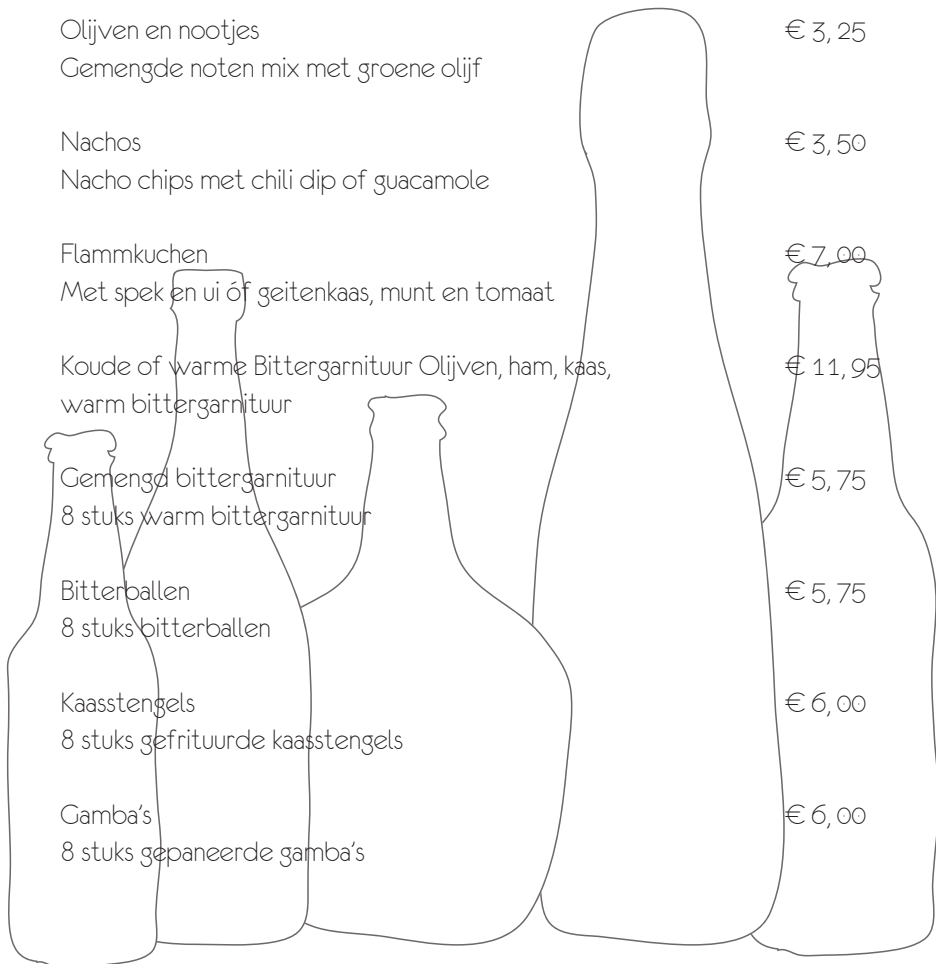 Olijven en nootjes € 3, 25
Gemengde noten mix met groene olijf
Nachos € 3, 50
Nacho chips met chili dip of guacamole
Flammkuchen € 7, 00
Met spek en ui óf geitenkaas, munt en tomaat
Koude of warme Bittergarnituur Olijven, ham, kaas, € 11, 95
warm bittergarnituur
Gemengd bittergarnituur € 5, 75
8 stuks warm bittergarnituur
Bitterballen € 5, 75
8 stuks bitterballen
Kaasstengels € 6, 00
8 stuks gefrituurde kaasstengels
Gamba’s € 6, 00
8 stuks gepaneerde gamba’s